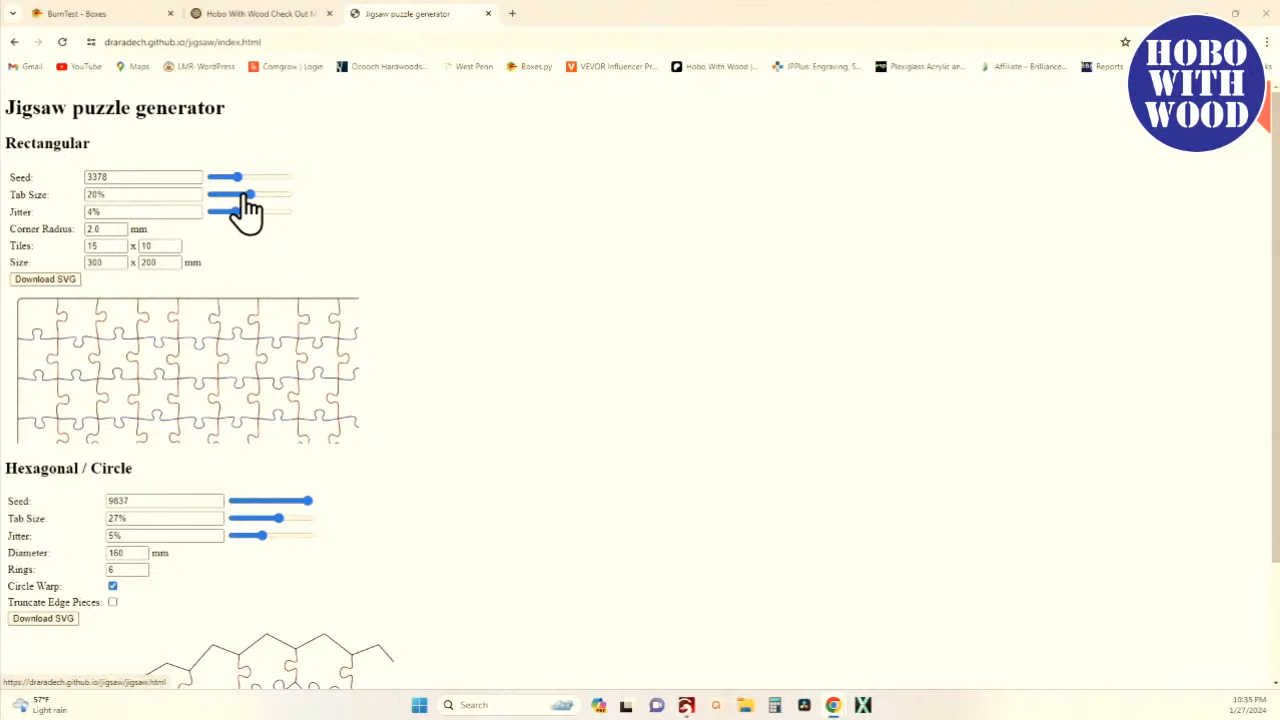 BurnTest - Boxes
Hobo With Wood Check Out M
Jigsaw puzzle generator
draradech.github.io/jigsaw/index.html
Gmail
YouTube
Maps
LMR-WordPress
Comgrow | Login
Ocooch Hardwoods...
West Penn
Boxes.py
VEVOR Influencer Pr...
Hobo With Wood |...
JPPlus: Engraving, S...
Plexiglass Acrylic an...
Affiliate – Brilliance...
Reports
HOBO
WITH
WOOD
Jigsaw puzzle generator
Rectangular
Seed: 3378
Tab Size: 20%
Jitter: 4%
Corner Radius: 2.0 mm
Tiles: 15 x 10
Size: 300 x 200 mm
Download SVG
Hexagonal / Circle
Seed: 9837
Tab Size: 27%
Jitter: 5%
Diameter: 160 mm
Rings: 6
Circle Warp:
Truncate Edge Pieces:
Download SVG
https://draradech.github.io/jigsaw/jigsaw.html
57°F
Light rain
Search
10:35 PM
1/27/2024